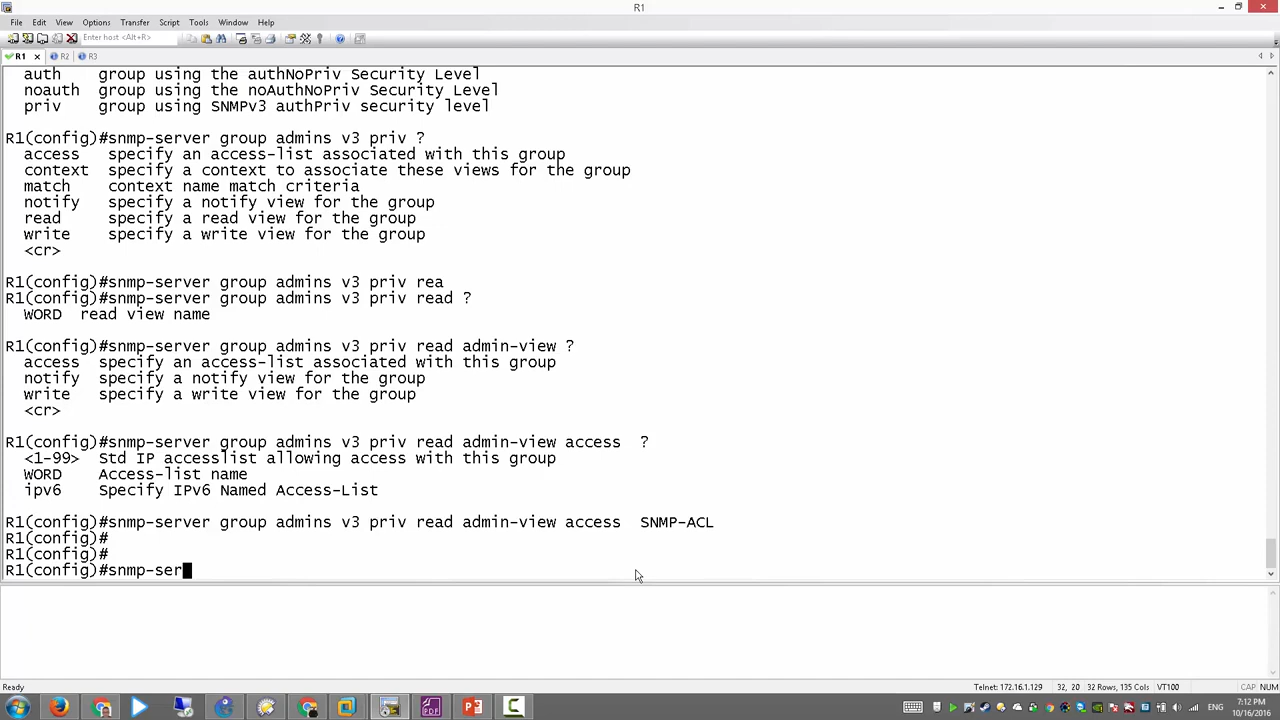 R1
File Edit View Options Transfer Script Tools Window Help
Enter host <Alt+R>
R1 R2 R3
auth group using the authNoPriv Security Level
noauth group using the noAuthNoPriv Security Level
priv group using SNMPv3 authPriv security level
R1(config)#snmp-server group admins v3 priv ?
access specify an access-list associated with this group
context specify a context to associate these views for the group
match context name match criteria
notify specify a notify view for the group
read specify a read view for the group
write specify a write view for the group
<cr>
R1(config)#snmp-server group admins v3 priv rea
R1(config)#snmp-server group admins v3 priv read ?
WORD read view name
R1(config)#snmp-server group admins v3 priv read admin-view ?
access specify an access-list associated with this group
notify specify a notify view for the group
write specify a write view for the group
<cr>
R1(config)#snmp-server group admins v3 priv read admin-view access ?
<1-99> Std IP accesslist allowing access with this group
WORD Access-list name
ipv6 Specify IPv6 Named Access-List
R1(config)#snmp-server group admins v3 priv read admin-view access SNMP-ACL
R1(config)#
R1(config)#
R1(config)#snmp-ser
Ready Telnet: 172.16.1.129 32, 20 32 Rows, 135 Cols VT100 CAP NUM
PDF ENG 7:12 PM
10/16/2016